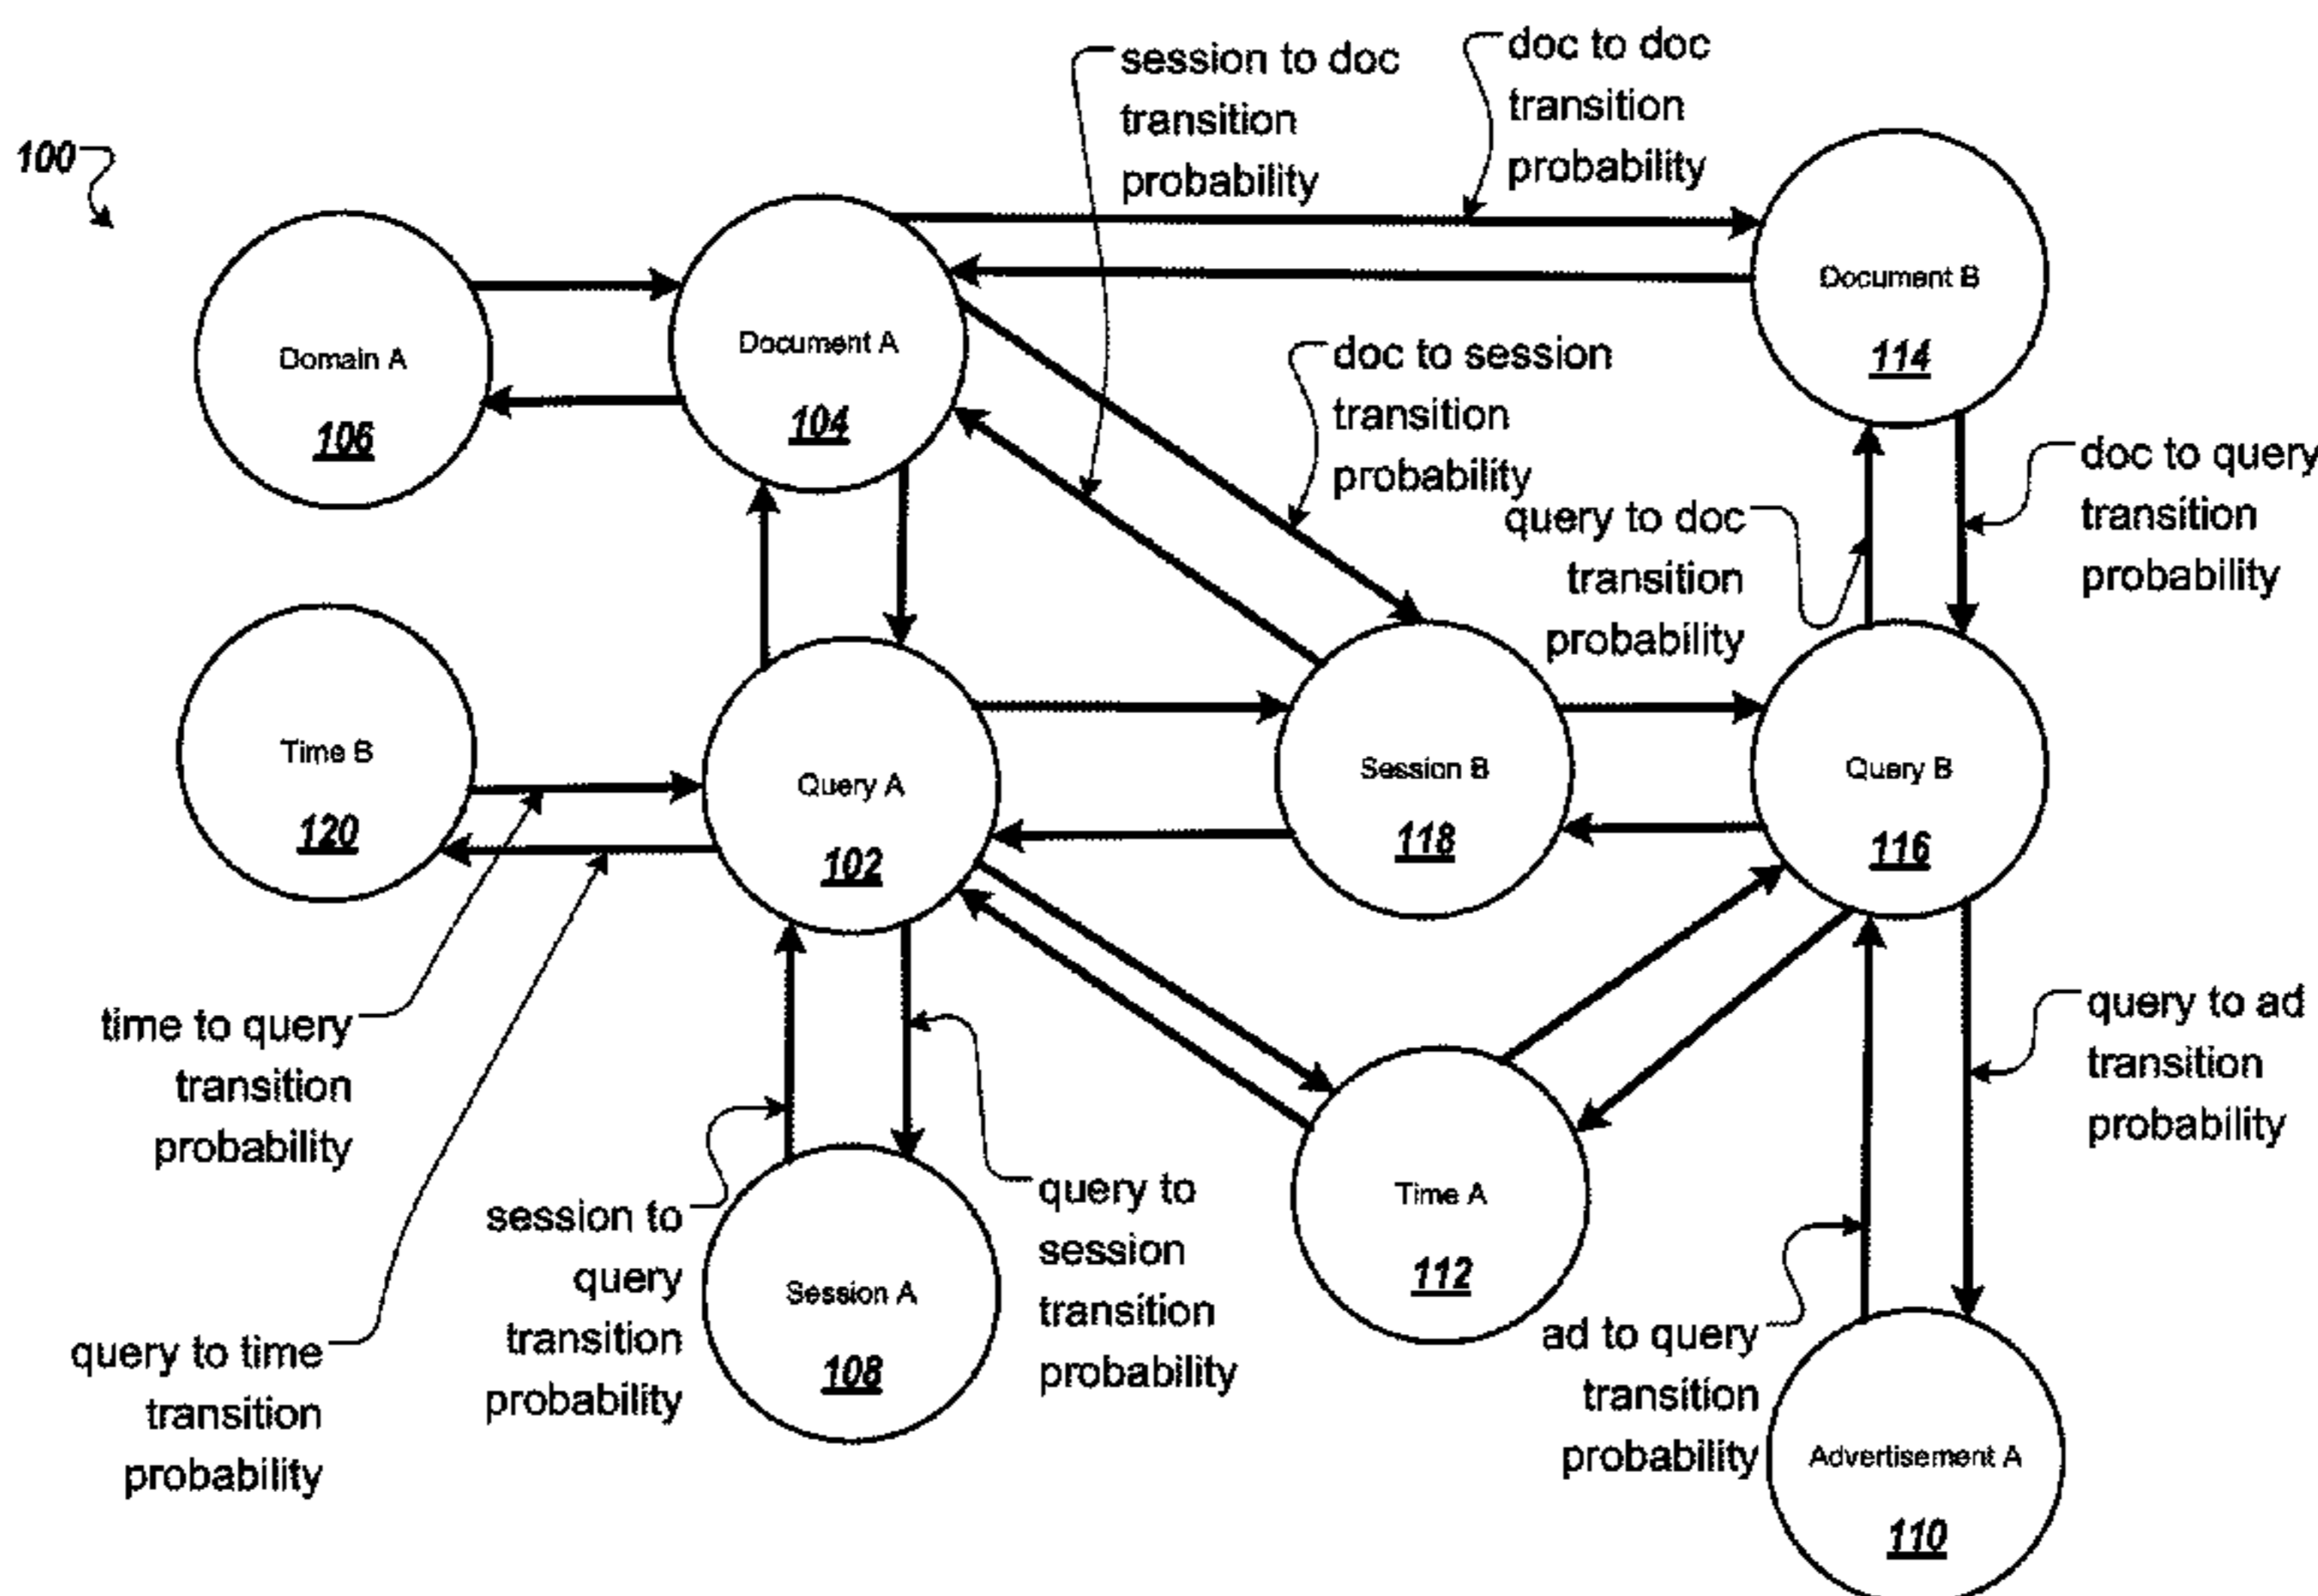 100
session to doc
transition
probability
doc to doc
transition
probability
Domain A
106
Document A
104
Document B
114
doc to session
transition
probability
query to doc
transition
probability
doc to query
transition
probability
Time B
120
Query A
102
Session B
118
Query B
116
time to query
transition
probability
query to time
transition
probability
session to
query
transition
probability
query to
session
transition
probability
Session A
108
Time A
112
query to ad
transition
probability
ad to query
transition
probability
Advertisement A
110